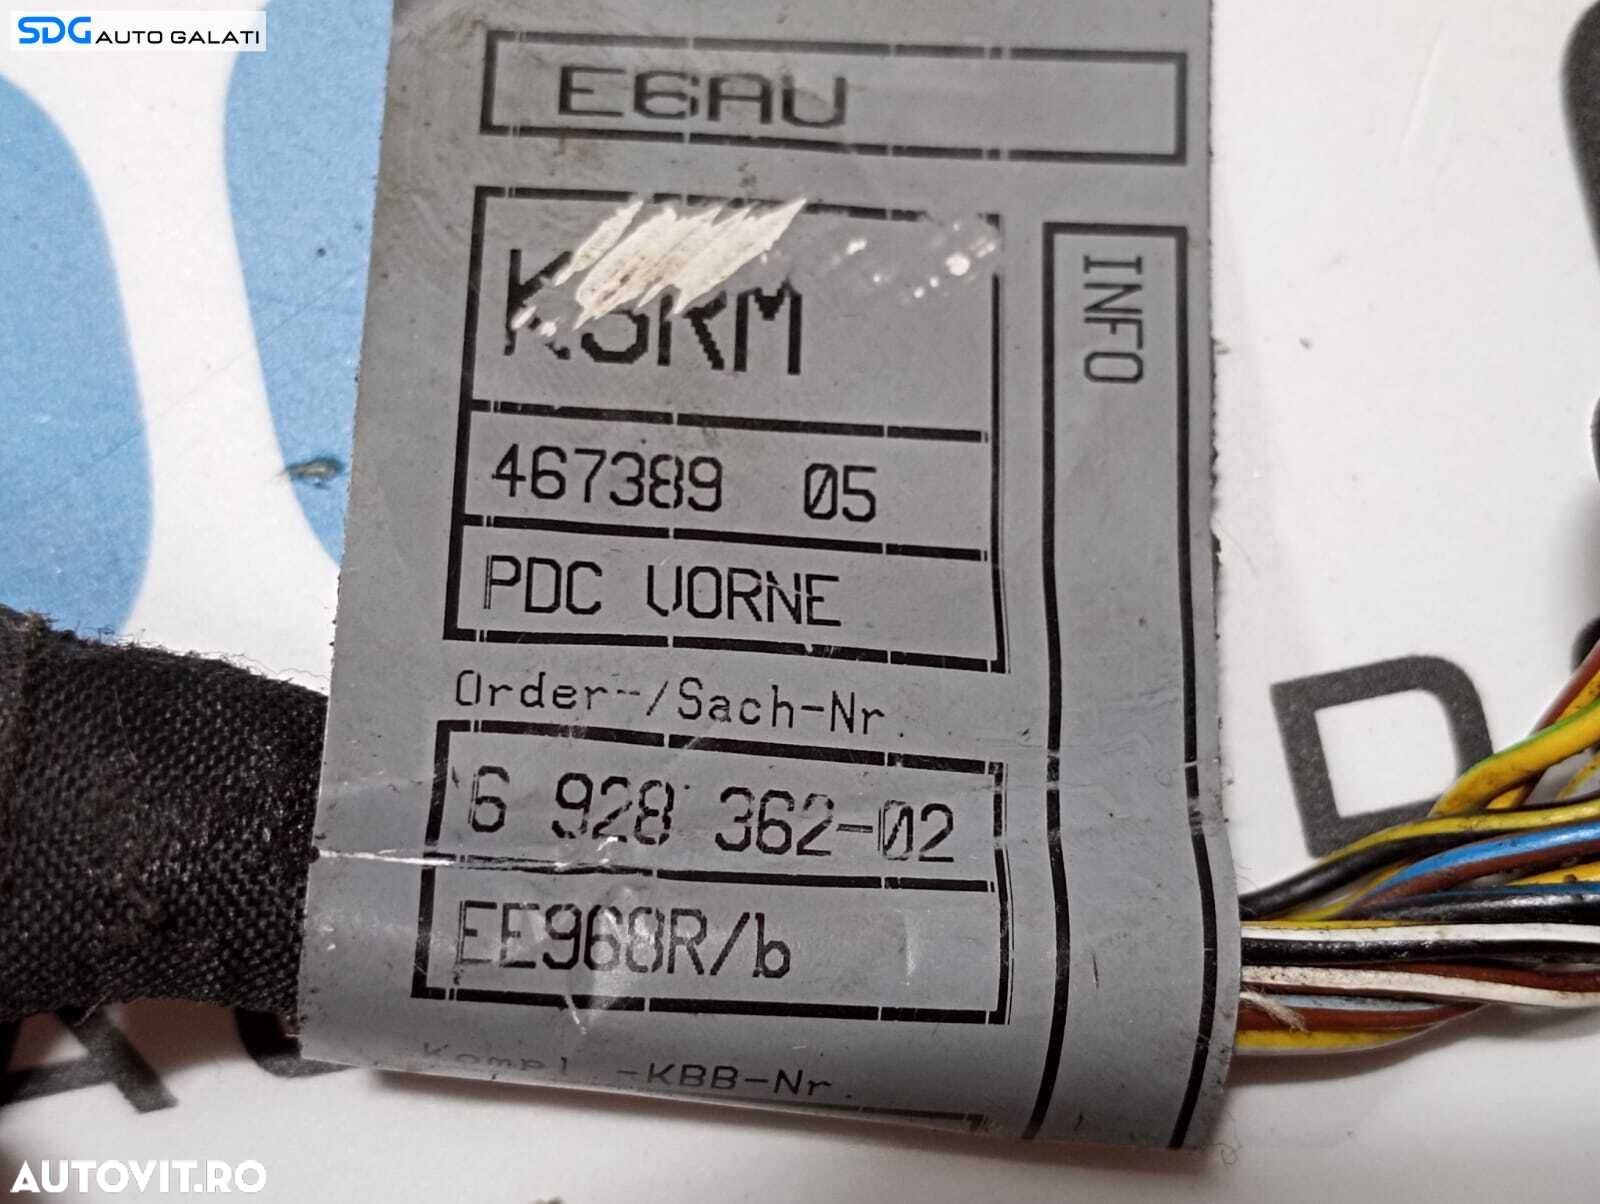 SDG AUTO GALATI
E6AU
467389 05
PDC VORNE
INFO
Order-/Sach-Nr.
6 928 362-02
EE968R/b
Kompl.-KBB-Nr.
D
AUTOVIT.RO